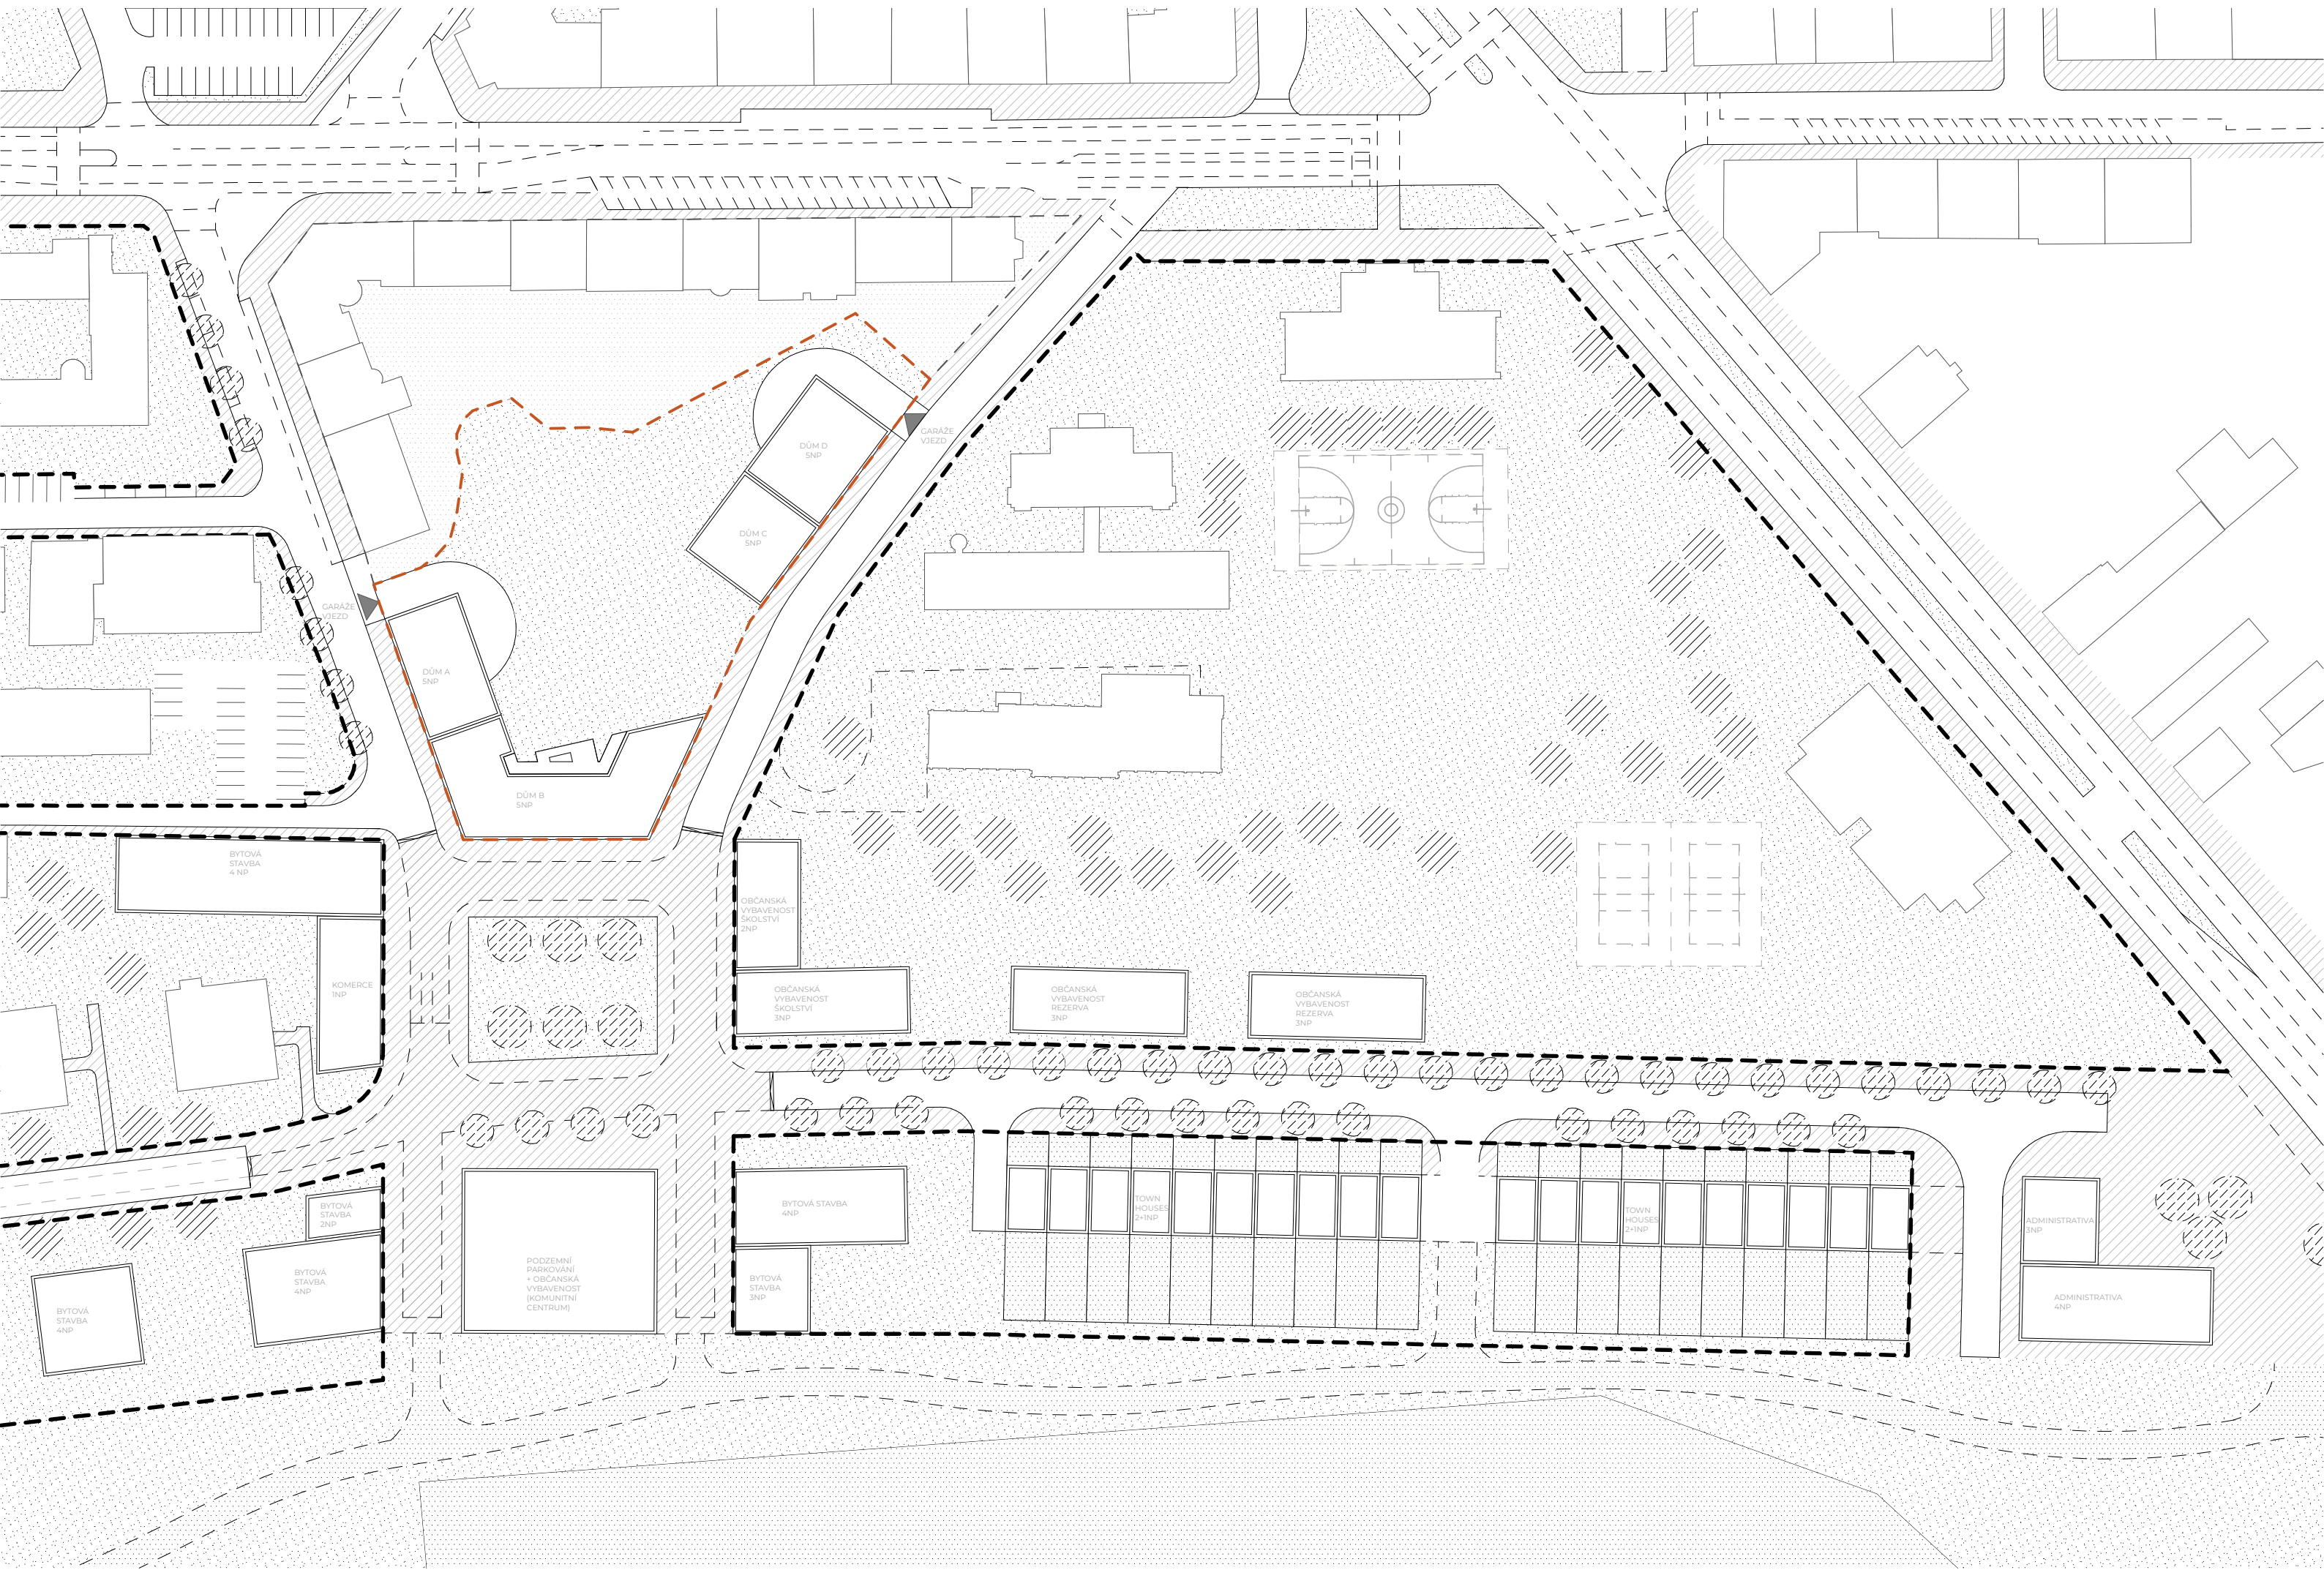 GARÁŽE
VJEZD
DŮM D
5NP
DŮM C
5NP
GARÁŽE
VJEZD
DŮM A
5NP
DŮM B
5NP
BYTOVÁ
STAVBA
4 NP
OBČANSKÁ
VYBAVENOST
ŠKOLSTVÍ
2NP
KOMERCE
1NP
OBČANSKÁ
VYBAVENOST
ŠKOLSTVÍ
3NP
OBČANSKÁ
VYBAVENOST
REZERVA
3NP
OBČANSKÁ
VYBAVENOST
REZERVA
3NP
BYTOVÁ
STAVBA
2NP
BYTOVÁ STAVBA
4NP
TOWN
HOUSES
2+1NP
TOWN
HOUSES
2+1NP
ADMINISTRATIVA
3NP
BYTOVÁ
STAVBA
4NP
PODZEMNÍ
PARKOVÁNÍ
+ OBČANSKÁ
VYBAVENOST
(KOMUNITNÍ
CENTRUM)
BYTOVÁ
STAVBA
3NP
ADMINISTRATIVA
4NP
BYTOVÁ
STAVBA
4NP